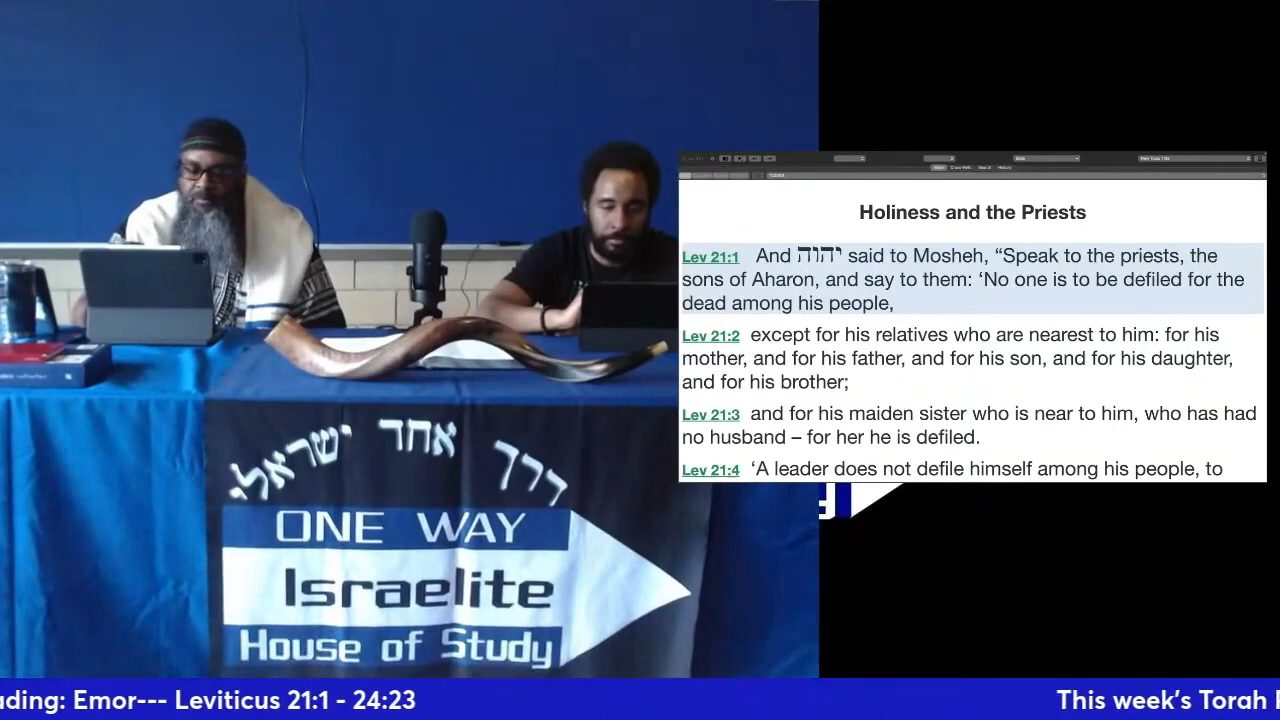 Holiness and the Priests
Lev 21:1 And יהוה said to Mosheh, “Speak to the priests, the
sons of Aharon, and say to them: ‘No one is to be defiled for the
dead among his people,
Lev 21:2 except for his relatives who are nearest to him: for his
mother, and for his father, and for his son, and for his daughter,
and for his brother;
Lev 21:3 and for his maiden sister who is near to him, who has had
no husband – for her he is defiled.
Lev 21:4 ‘A leader does not defile himself among his people, to
דרך אחד ישראלי
ONE WAY
Israelite
House of Study
ading: Emor--- Leviticus 21:1 - 24:23
This week’s Torah